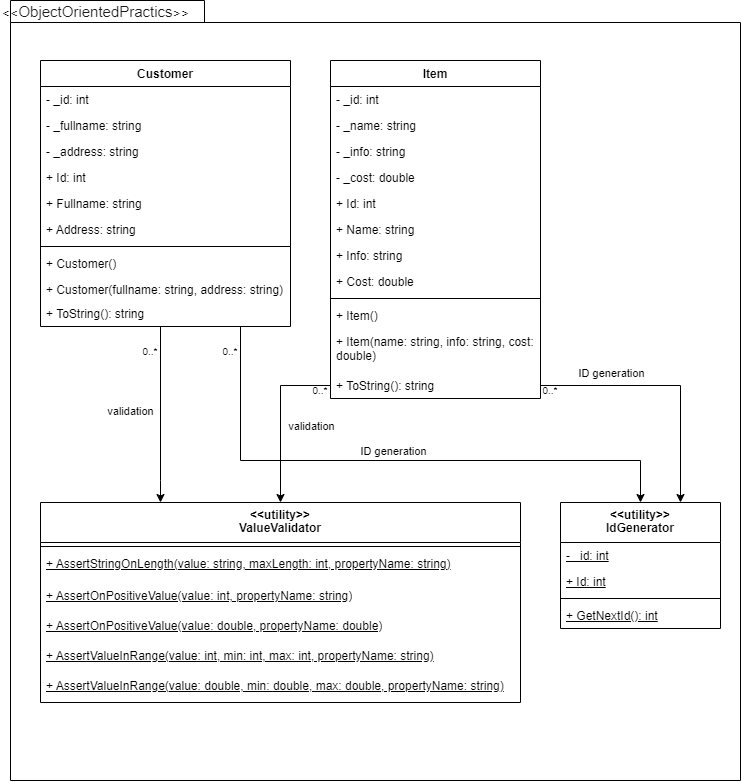 <<ObjectOrientedPractics>>
Customer
- _id: int
- _fullname: string
- _address: string
+ Id: int
+ Fullname: string
+ Address: string
+ Customer()
+ Customer(fullname: string, address: string)
+ ToString(): string
Item
- _id: int
- _name: string
- _info: string
- _cost: double
+ Id: int
+ Name: string
+ Info: string
+ Cost: double
+ Item()
+ Item(name: string, info: string, cost:
double)
+ ToString(): string
0..*
0..*
0..*
0..*
ID generation
validation
validation
ID generation
<<utility>>
ValueValidator
+ AssertStringOnLength(value: string, maxLength: int, propertyName: string)
+ AssertOnPositiveValue(value: int, propertyName: string)
+ AssertOnPositiveValue(value: double, propertyName: double)
+ AssertValueInRange(value: int, min: int, max: int, propertyName: string)
+ AssertValueInRange(value: double, min: double, max: double, propertyName: string)
<<utility>>
IdGenerator
- _id: int
+ Id: int
+ GetNextId(): int